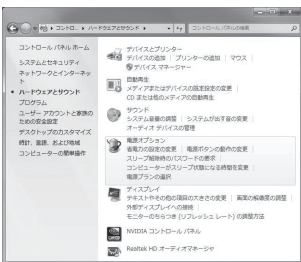 コントロ... ▸ ハードウェアとサウンド
コントロール パネルの検索
コントロール パネル ホーム
システムとセキュリティ
ネットワークとインターネット
ハードウェアとサウンド
プログラム
ユーザー アカウントと家族のための安全設定
デスクトップのカスタマイズ
時計、言語、および地域
コンピューターの簡単操作
デバイスとプリンター
デバイスの追加 | プリンターの追加 | マウス |
デバイス マネージャー
自動再生
メディアまたはデバイスの既定設定の変更 |
CD または他のメディアの自動再生
サウンド
システム音量の調整 | システムが出す音の変更 |
オーディオ デバイスの管理
電源オプション
省電力の設定の変更 | 電源ボタンの動作の変更 |
スリープ解除時のパスワードの要求 |
コンピューターがスリープ状態になる時間を変更 |
電源プランの選択
ディスプレイ
テキストやその他の項目の大きさの変更 | 画面の解像度の調整 |
外部ディスプレイへの接続 |
モニターのちらつき (リフレッシュ レート) の調整方法
NVIDIA コントロール パネル
Realtek HD オーディオマネージャ